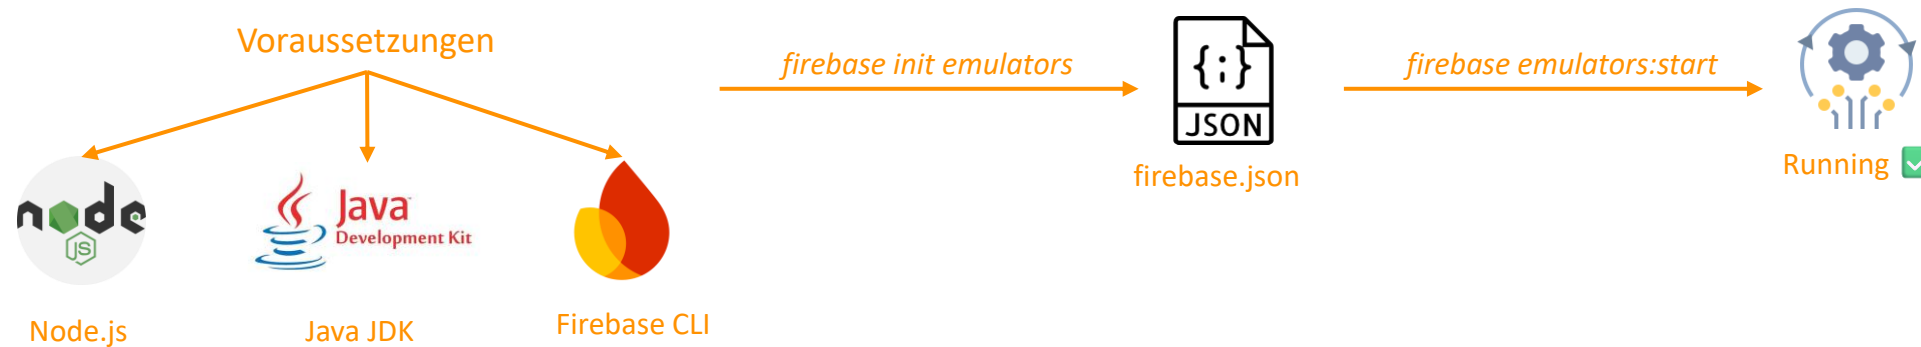 Voraussetzungen
firebase init emulators
firebase emulators:start
{;}
JSON
firebase.json
Running
node
JS
Java
Development Kit
Node.js
Java JDK
Firebase CLI